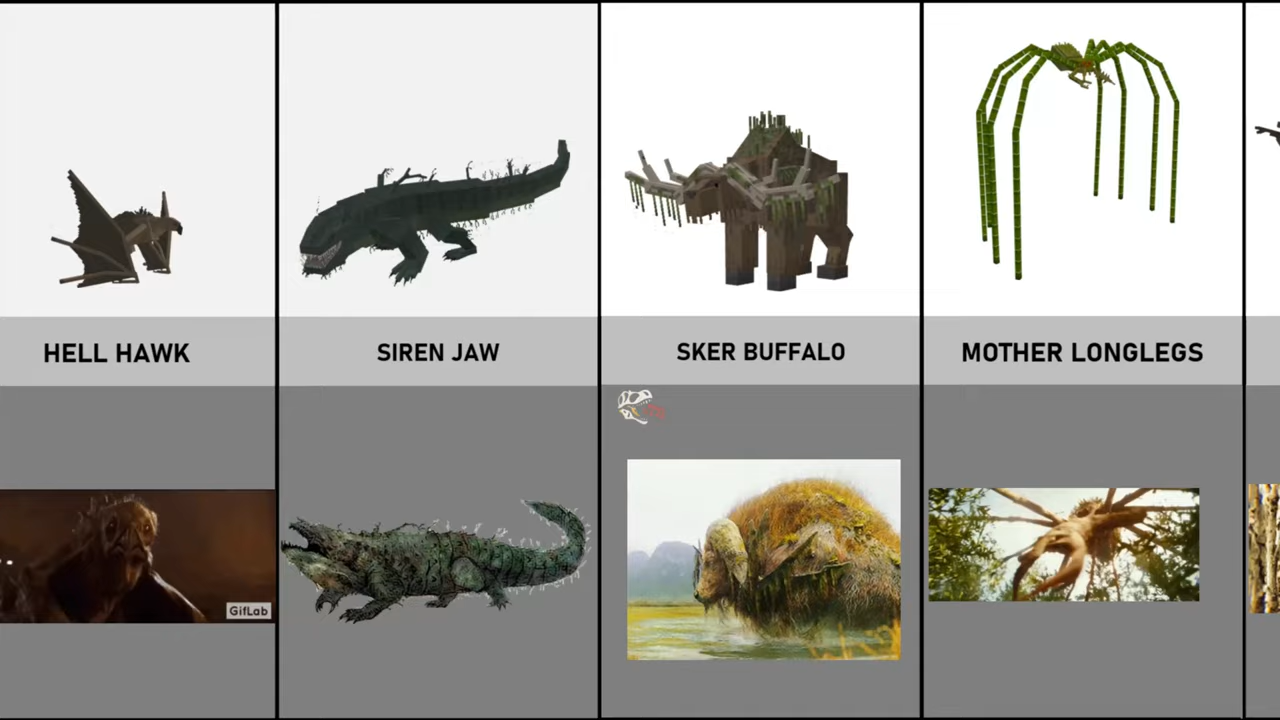 HELL HAWK
SIREN JAW
SKER BUFFALO
MOTHER LONGLEGS
GifLab